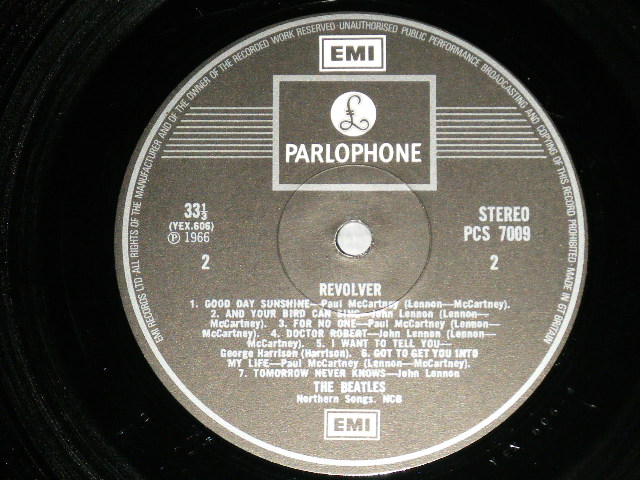 EMI RECORDS LTD · ALL RIGHTS OF THE MANUFACTURER AND OF THE OWNER OF THE RECORDED WORK RESERVED · UNAUTHORISED PUBLIC PERFORMANCE BROADCASTING AND COPYING OF THIS RECORD PROHIBITED · MADE IN GT BRITAIN
EMI
£
PARLOPHONE
33⅓
(YEX.606)
℗ 1966
2
STEREO
PCS 7009
2
REVOLVER
1. GOOD DAY SUNSHINE—Paul McCartney (Lennon—McCartney).
2. AND YOUR BIRD CAN SING—John Lennon (Lennon—
McCartney). 3. FOR NO ONE—Paul McCartney (Lennon—
McCartney). 4. DOCTOR ROBERT—John Lennon (Lennon—
McCartney). 5. I WANT TO TELL YOU—
George Harrison (Harrison). 6. GOT TO GET YOU INTO
MY LIFE—Paul McCartney (Lennon—McCartney).
7. TOMORROW NEVER KNOWS—John Lennon
THE BEATLES
Northern Songs. NCB
EMI